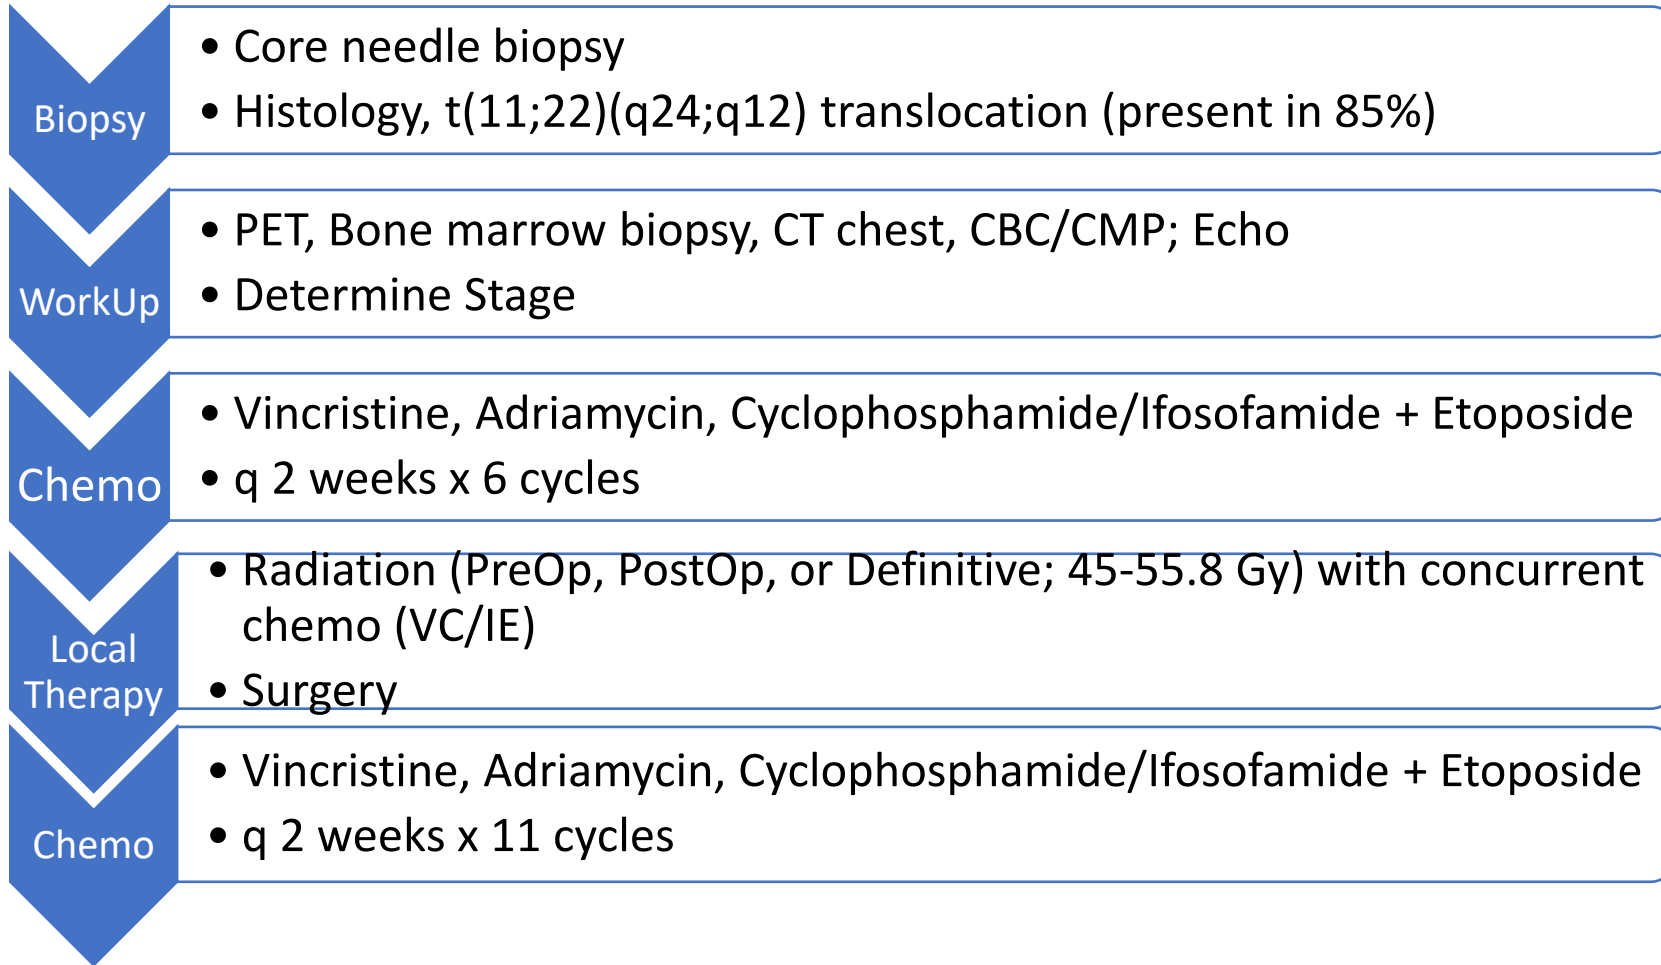 Biopsy
• Core needle biopsy
• Histology, t(11;22)(q24;q12) translocation (present in 85%)
WorkUp
• PET, Bone marrow biopsy, CT chest, CBC/CMP; Echo
• Determine Stage
Chemo
• Vincristine, Adriamycin, Cyclophosphamide/Ifosofamide + Etoposide
• q 2 weeks x 6 cycles
Local
Therapy
• Radiation (PreOp, PostOp, or Definitive; 45-55.8 Gy) with concurrent
chemo (VC/IE)
• Surgery
Chemo
• Vincristine, Adriamycin, Cyclophosphamide/Ifosofamide + Etoposide
• q 2 weeks x 11 cycles